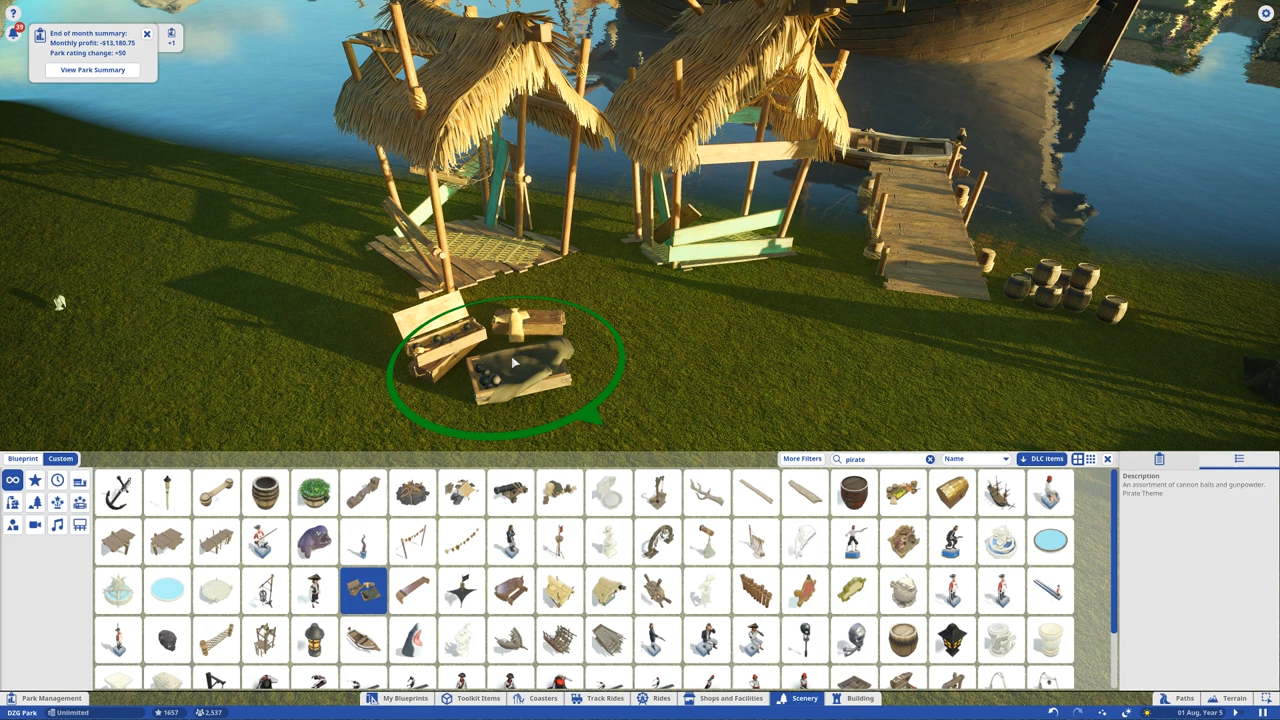 ?
39
End of month summary:
Monthly profit: -$13,180.75
Park rating change: +50
View Park Summary
+1
Blueprint
Custom
More Filters
pirate
Name
DLC items
Description
An assortment of cannon balls and gunpowder.
Pirate Theme
Park Management
My Blueprints
Toolkit Items
Coasters
Track Rides
Rides
Shops and Facilities
Scenery
Building
Paths
Terrain
DZG Park
Unlimited
1657
2,537
01 Aug, Year 5